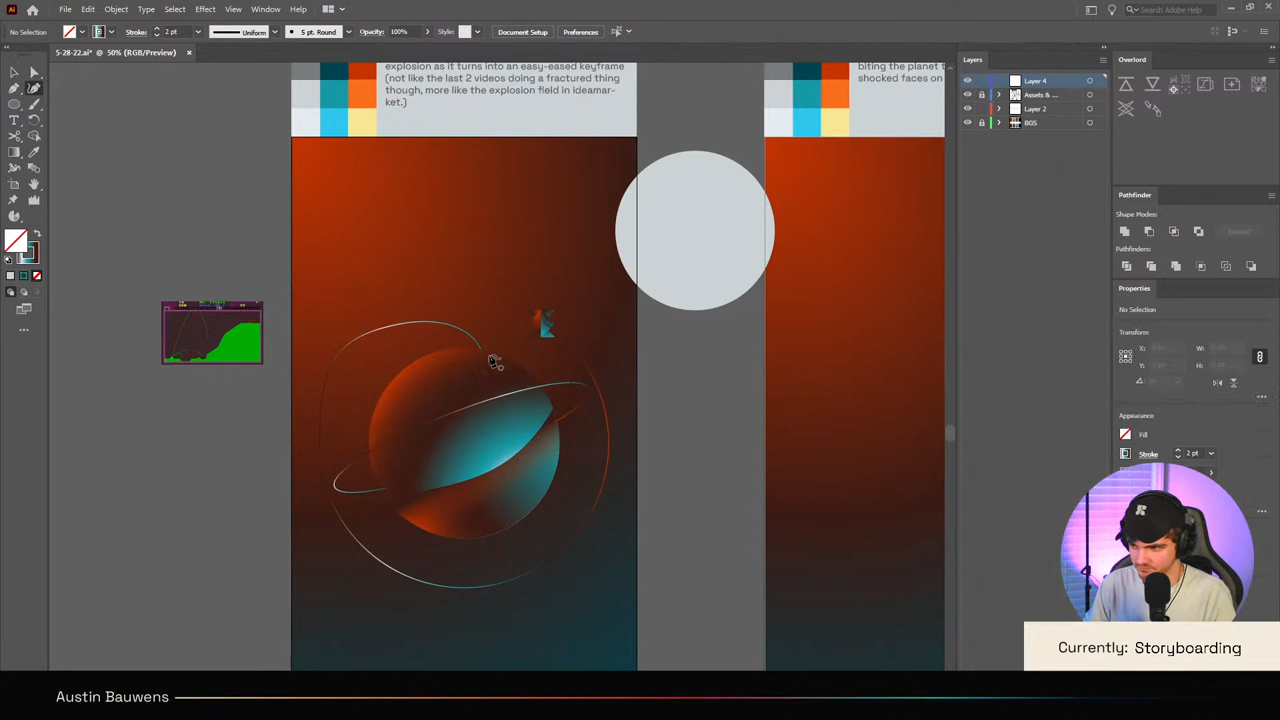 File Edit Object Type Select Effect View Window Help
Search Adobe Help
No Selection
Stroke: 2 pt Uniform 5 pt. Round Opacity: 100% Style: Document Setup Preferences
5-28-22.ai* @ 50% (RGB/Preview)
explosion as it turns into an easy-eased keyframe
(not like the last 2 videos doing a fractured thing
though, more like the explosion field in ideamar-
ket.)
biting the planet t
shocked faces on
Layers
Layer 4
Assets & ...
Layer 2
BGS
Overlord
Pathfinder
Shape Modes:
Expand
Pathfinders:
Properties
No Selection
Transform
X:
W:
Y:
H:
Appearance
Fill
Stroke 2 pt
Currently: Storyboarding
Austin Bauwens